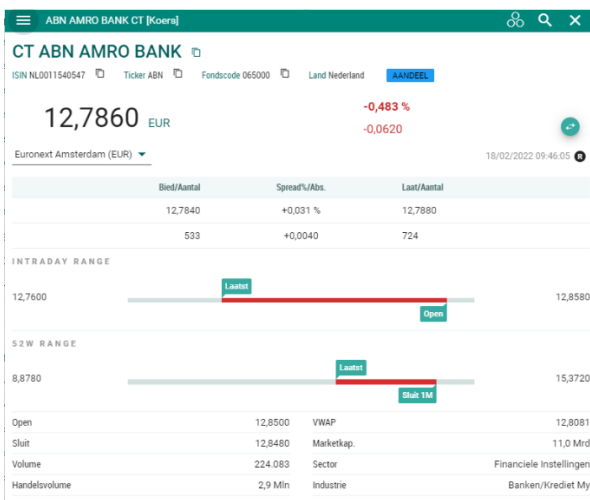 ABN AMRO BANK CT [Koers]
CT ABN AMRO BANK
ISIN NL0011540547 Ticker ABN Fondscode 065000 Land Nederland AANDEEL
12,7860 EUR
-0,483 %
-0,0620
Euronext Amsterdam (EUR)
18/02/2022 09:46:05 R
Bied/Aantal Spread%/Abs. Laat/Aantal
12,7840 +0,031 % 12,7880
533 +0,0040 724
INTRADAY RANGE
Laatst
12,7600 12,8580
Open
52W RANGE
Laatst
8,8780 15,3720
Sluit 1M
Open 12,8500 VWAP 12,8081
Sluit 12,8480 Marketkap. 11,0 Mrd
Volume 224.083 Sector Financiele Instellingen
Handelsvolume 2,9 Mln Industrie Banken/Krediet My